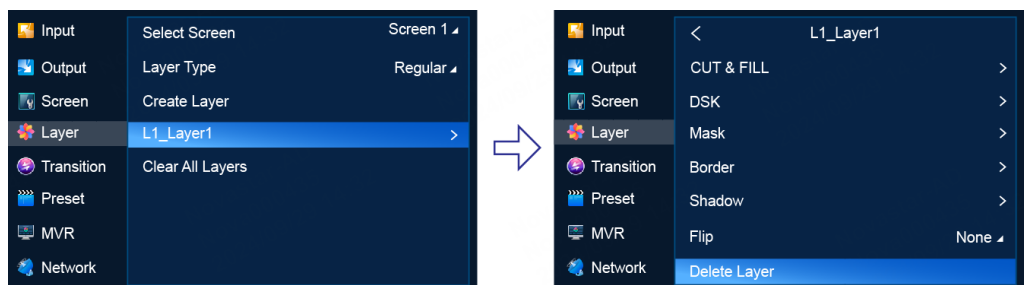 Input
Output
Screen
Layer
Transition
Preset
MVR
Network
Select Screen Screen 1
Layer Type Regular
Create Layer
L1_Layer1 >
Clear All Layers
Input
Output
Screen
Layer
Transition
Preset
MVR
Network
< L1_Layer1
CUT & FILL >
DSK >
Mask >
Border >
Shadow >
Flip None
Delete Layer